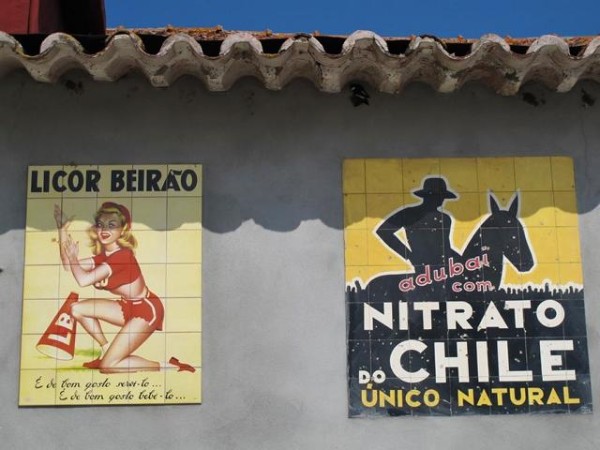 LICOR BEIRÃO
LB
É de bom gosto servi-lo...
É de bom gosto bebê-lo...
adubai
com
NITRATO
DO CHILE
ÚNICO NATURAL